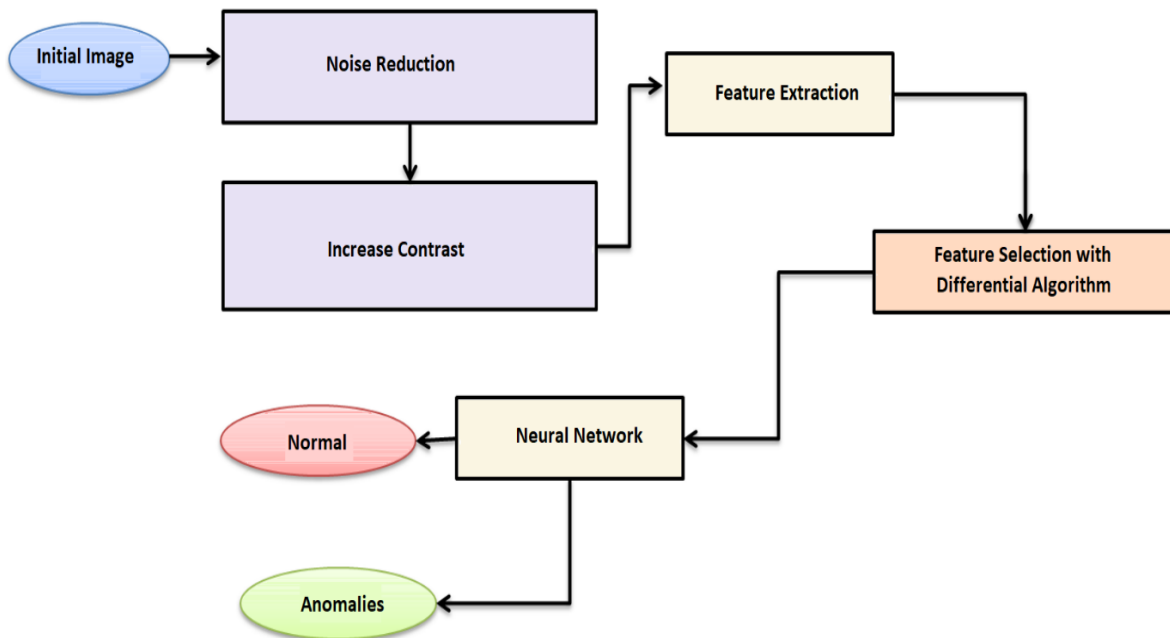 Initial Image
Noise Reduction
Increase Contrast
Feature Extraction
Feature Selection with
Differential Algorithm
Neural Network
Normal
Anomalies